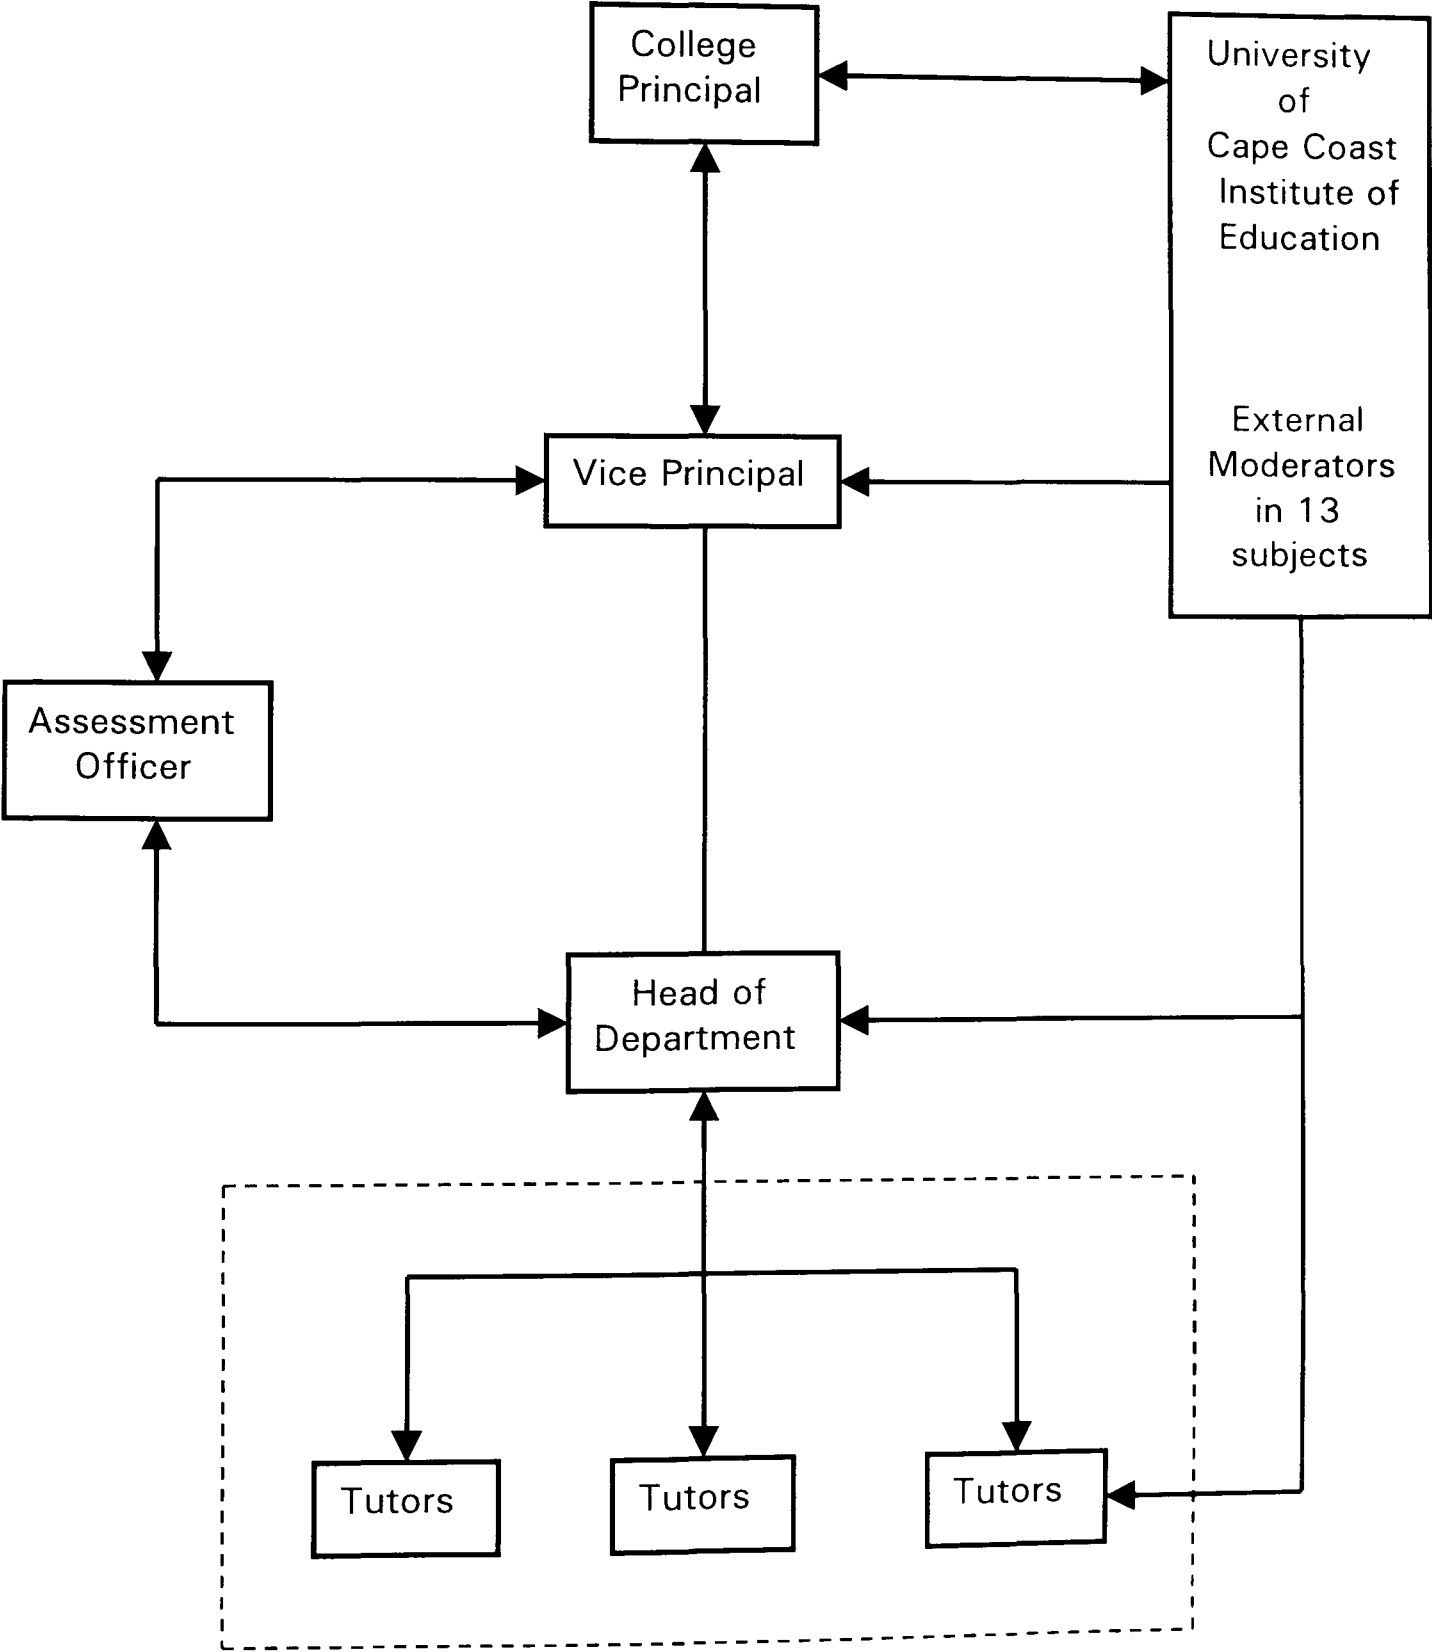 College
Principal
University
of
Cape Coast
Institute of
Education
External
Moderators
in 13
subjects
Vice Principal
Assessment
Officer
Head of
Department
Tutors
Tutors
Tutors